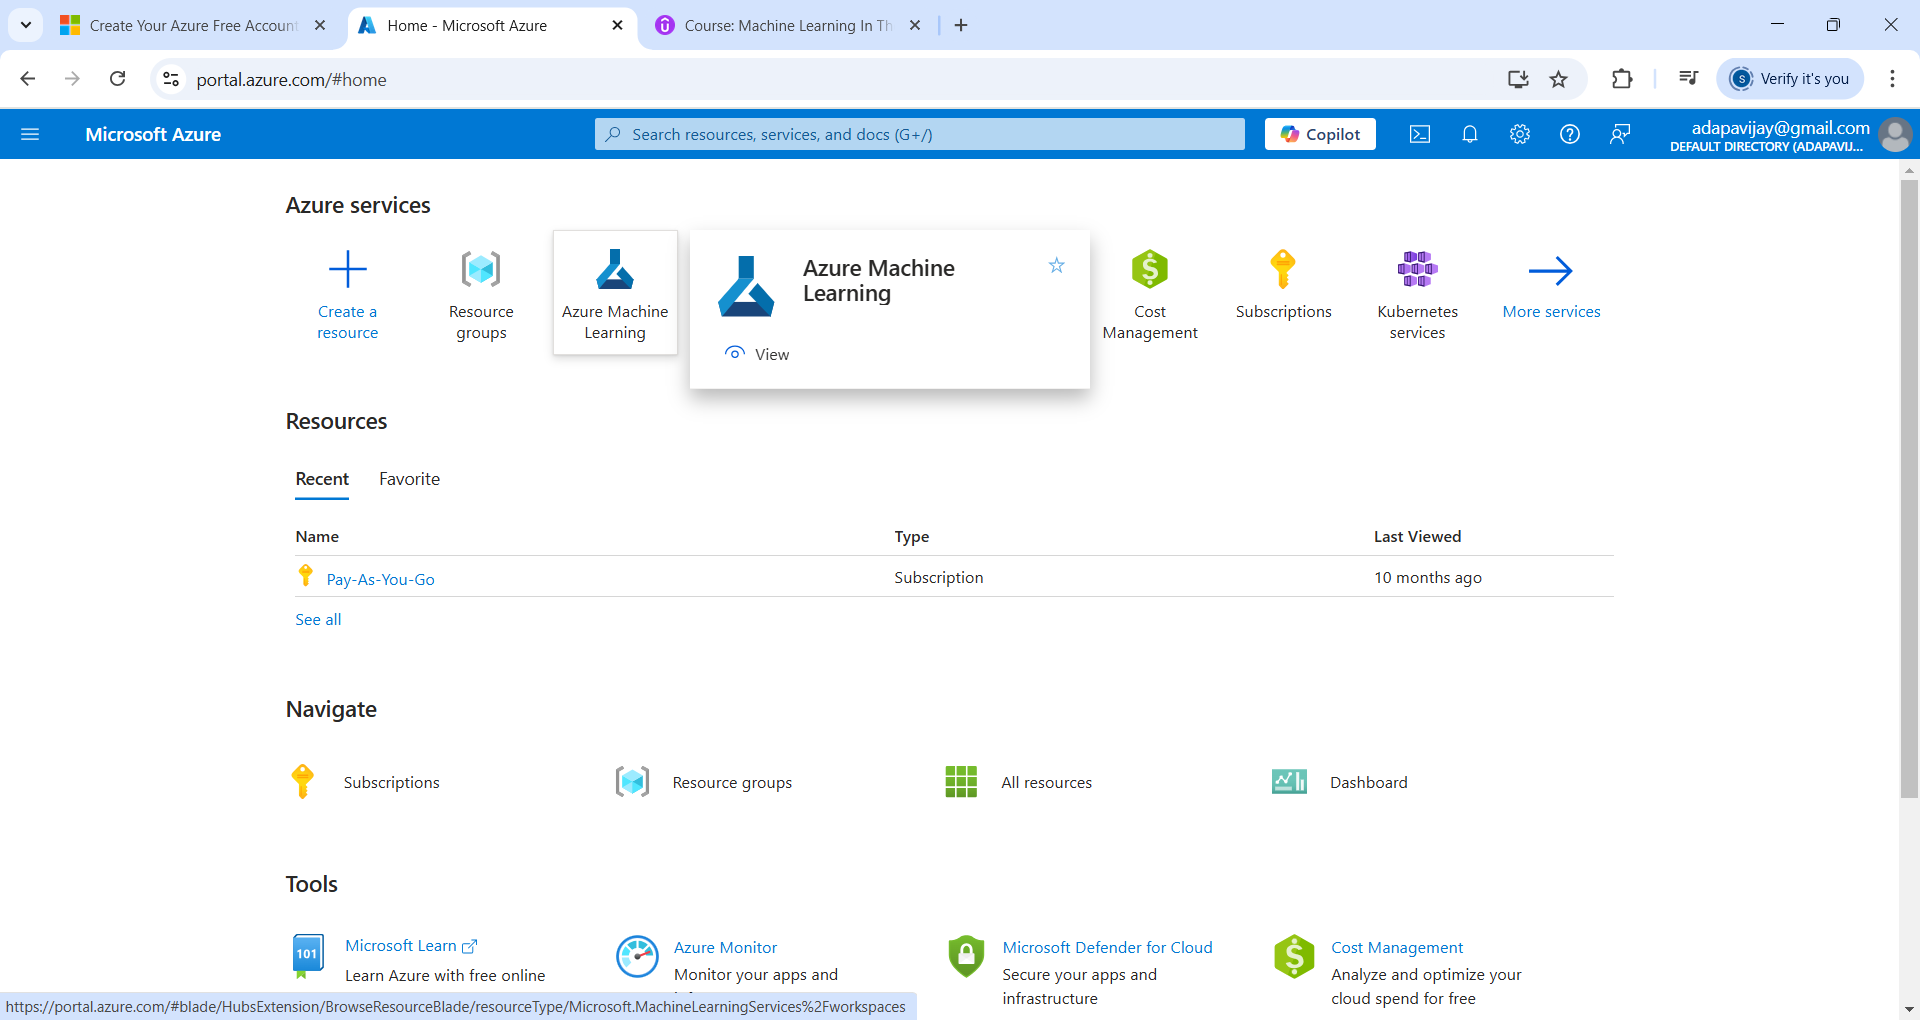 Create Your Azure Free Account
Home - Microsoft Azure
Course: Machine Learning In Th
portal.azure.com/#home
Verify it's you
Microsoft Azure
Search resources, services, and docs (G+/)
Copilot
adapavijay@gmail.com
DEFAULT DIRECTORY (ADAPAVIJ...
Azure services
Create a
resource
Resource
groups
Azure Machine
Learning
Azure Machine
Learning
View
Cost
Management
Subscriptions
Kubernetes
services
More services
Resources
Recent
Favorite
Name
Type
Last Viewed
Pay-As-You-Go
Subscription
10 months ago
See all
Navigate
Subscriptions
Resource groups
All resources
Dashboard
Tools
101
Microsoft Learn
Learn Azure with free online
Azure Monitor
Monitor your apps and
Microsoft Defender for Cloud
Secure your apps and
infrastructure
Cost Management
Analyze and optimize your
cloud spend for free
https://portal.azure.com/#blade/HubsExtension/BrowseResourceBlade/resourceType/Microsoft.MachineLearningServices%2Fworkspaces